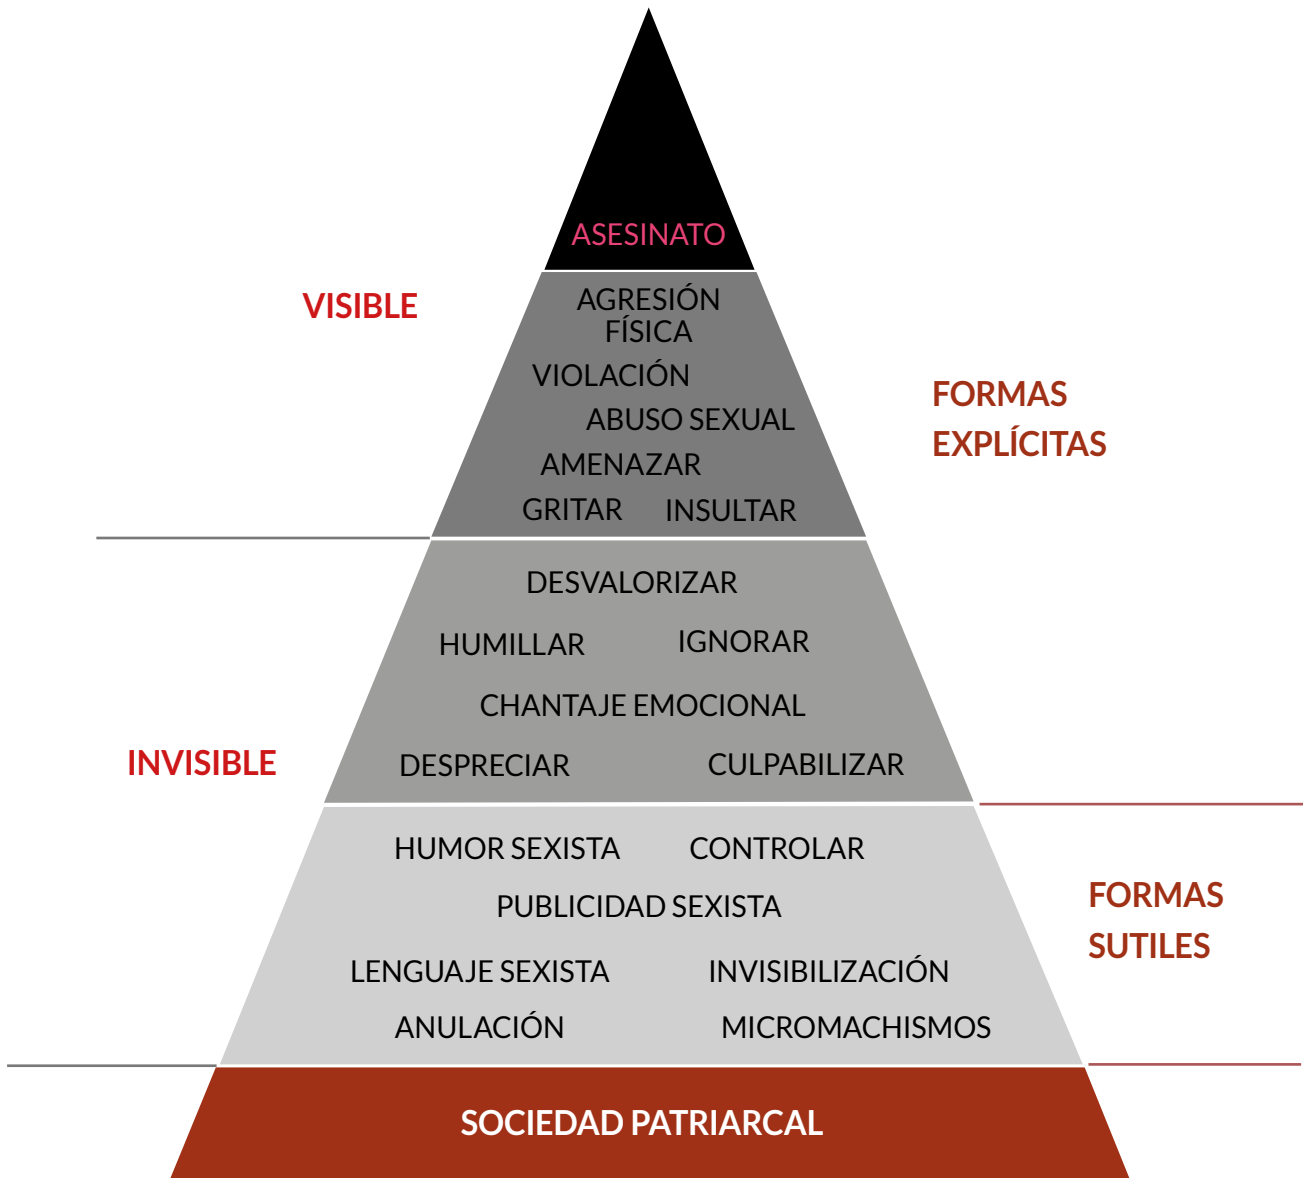 ASESINATO
VISIBLE
AGRESIÓN
FÍSICA
VIOLACIÓN
FORMAS
EXPLÍCITAS
ABUSO SEXUAL
AMENAZAR
GRITAR INSULTAR
DESVALORIZAR
HUMILLAR IGNORAR
CHANTAJE EMOCIONAL
INVISIBLE
DESPRECIAR CULPABILIZAR
HUMOR SEXISTA CONTROLAR
PUBLICIDAD SEXISTA
FORMAS
SUTILES
LENGUAJE SEXISTA INVISIBILIZACIÓN
ANULACIÓN MICROMACHISMOS
SOCIEDAD PATRIARCAL